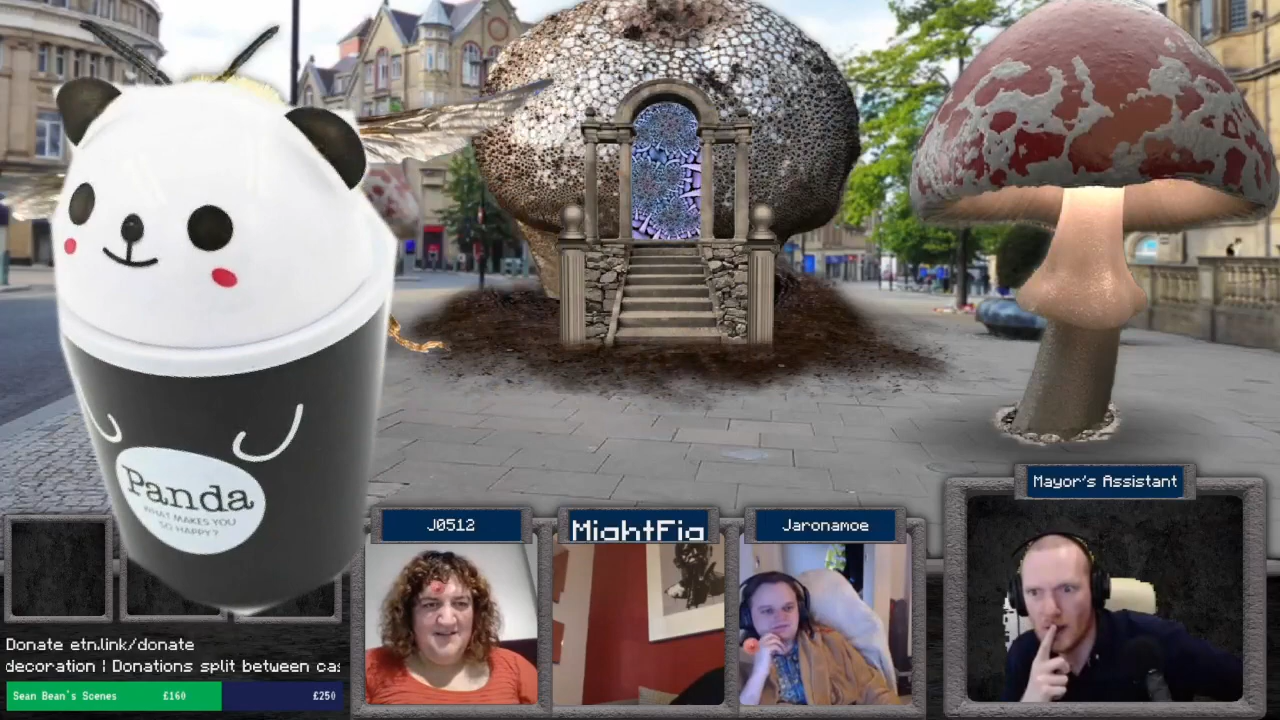 Panda
WHAT MAKES YOU
SO HAPPY?
Mayor's Assistant
J0512
MightFig
Jaronamoe
Donate etn.link/donate
decoration | Donations split between cas
Sean Bean's Scenes £160 £250